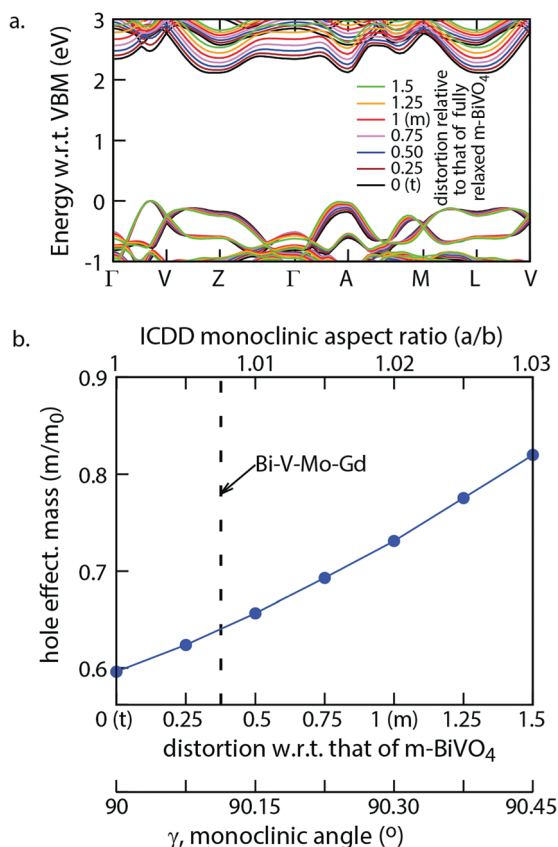 a.
Energy w.r.t. VBM (eV)
3
2
1
0
-1
1.5
1.25
1 (m)
0.75
0.50
0.25
0 (t)
distortion relative
to that of fully
relaxed m-BiVO4
Γ V Z Γ A M L V
b.
ICDD monoclinic aspect ratio (a/b)
1 1.01 1.02 1.03
hole effect. mass (m/m0)
0.9
0.8
0.7
0.6
Bi-V-Mo-Gd
0 (t) 0.25 0.5 0.75 1 (m) 1.25 1.5
distortion w.r.t. that of m-BiVO4
90 90.15 90.30 90.45
γ, monoclinic angle (º)